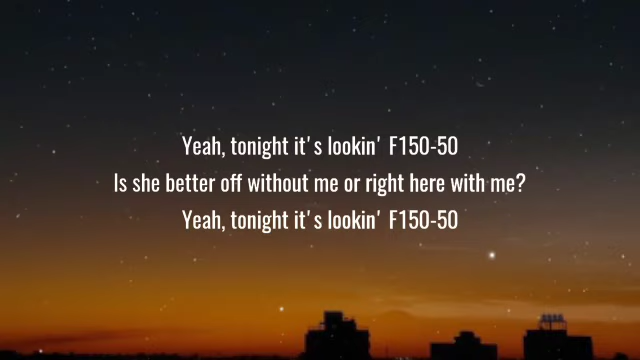 Yeah, tonight it's lookin' F150-50
Is she better off without me or right here with me?
Yeah, tonight it's lookin' F150-50